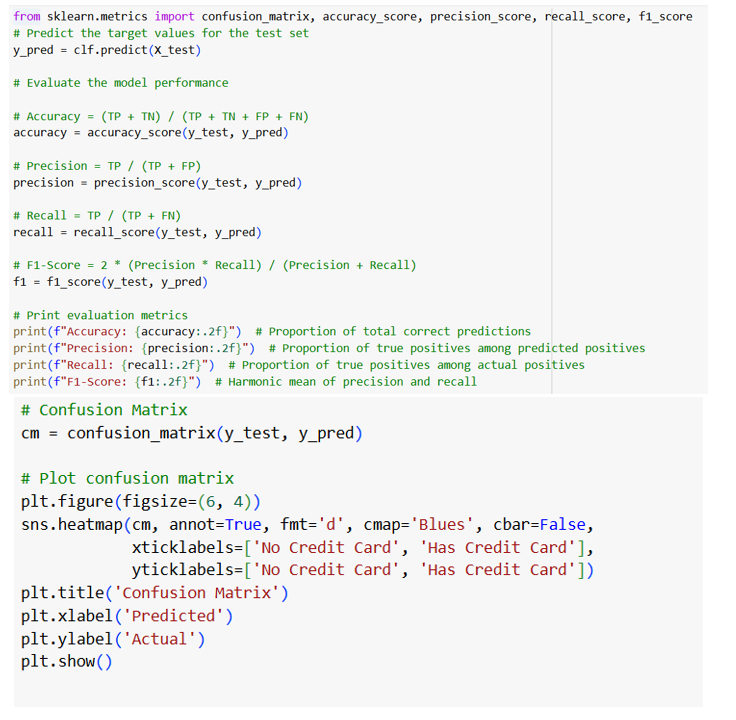 from sklearn.metrics import confusion_matrix, accuracy_score, precision_score, recall_score, f1_score
# Predict the target values for the test set
y_pred = clf.predict(X_test)

# Evaluate the model performance

# Accuracy = (TP + TN) / (TP + TN + FP + FN)
accuracy = accuracy_score(y_test, y_pred)

# Precision = TP / (TP + FP)
precision = precision_score(y_test, y_pred)

# Recall = TP / (TP + FN)
recall = recall_score(y_test, y_pred)

# F1-Score = 2 * (Precision * Recall) / (Precision + Recall)
f1 = f1_score(y_test, y_pred)

# Print evaluation metrics
print(f"Accuracy: {accuracy:.2f}")  # Proportion of total correct predictions
print(f"Precision: {precision:.2f}")  # Proportion of true positives among predicted positives
print(f"Recall: {recall:.2f}")  # Proportion of true positives among actual positives
print(f"F1-Score: {f1:.2f}")  # Harmonic mean of precision and recall
# Confusion Matrix
cm = confusion_matrix(y_test, y_pred)

# Plot confusion matrix
plt.figure(figsize=(6, 4))
sns.heatmap(cm, annot=True, fmt='d', cmap='Blues', cbar=False,
            xticklabels=['No Credit Card', 'Has Credit Card'],
            yticklabels=['No Credit Card', 'Has Credit Card'])
plt.title('Confusion Matrix')
plt.xlabel('Predicted')
plt.ylabel('Actual')
plt.show()